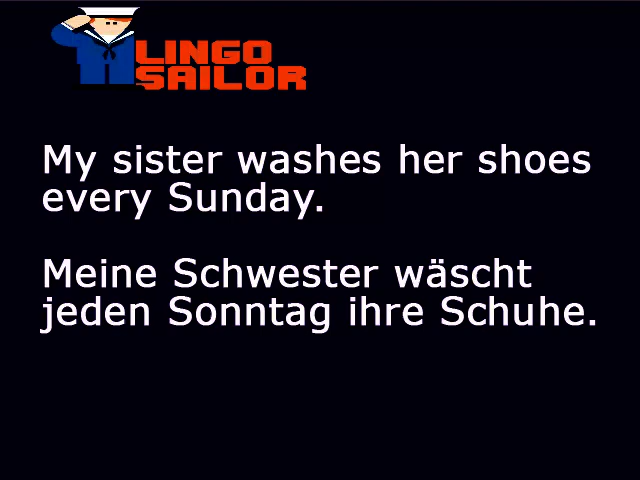 LINGO
SAILOR
My sister washes her shoes
every Sunday.
Meine Schwester wäscht
jeden Sonntag ihre Schuhe.